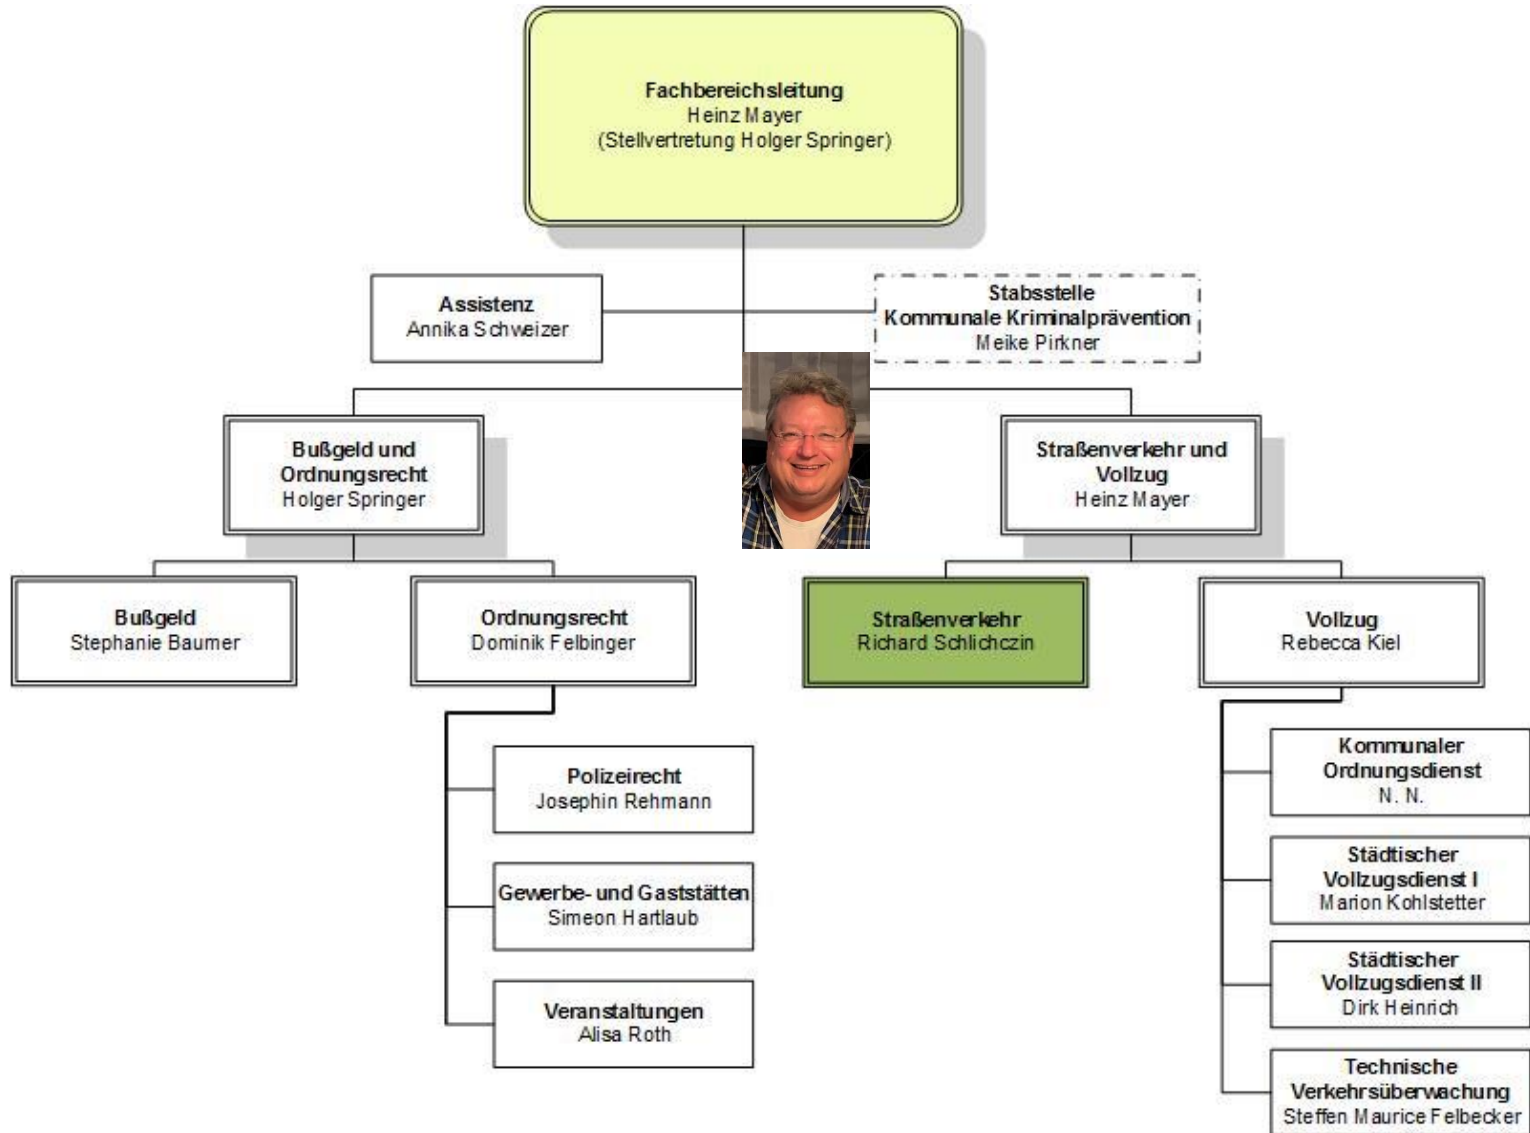 Fachbereichsleitung
Heinz Mayer
(Stellvertretung Holger Springer)
Assistenz
Annika Schweizer
Stabsstelle
Kommunale Kriminalprävention
Meike Pirkner
Bußgeld und
Ordnungsrecht
Holger Springer
Straßenverkehr und
Vollzug
Heinz Mayer
Bußgeld
Stephanie Baumer
Ordnungsrecht
Dominik Felbinger
Straßenverkehr
Richard Schlichczin
Vollzug
Rebecca Kiel
Polizeirecht
Josephin Rehmann
Gewerbe- und Gaststätten
Simeon Hartlaub
Veranstaltungen
Alisa Roth
Kommunaler
Ordnungsdienst
N. N.
Städtischer
Vollzugsdienst I
Marion Kohlstetter
Städtischer
Vollzugsdienst II
Dirk Heinrich
Technische
Verkehrsüberwachung
Steffen Maurice Felbecker